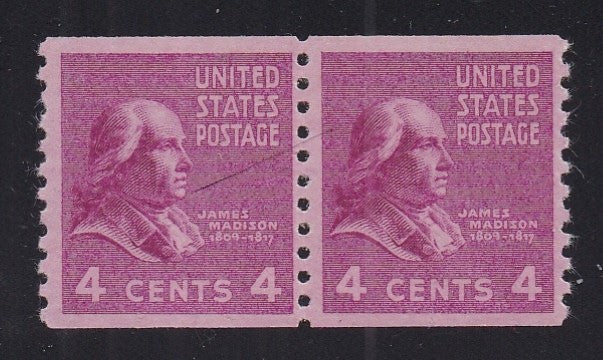 UNITED
STATES
POSTAGE
JAMES
MADISON
1809-1817
4 CENTS 4
UNITED
STATES
POSTAGE
JAMES
MADISON
1809-1817
4 CENTS 4